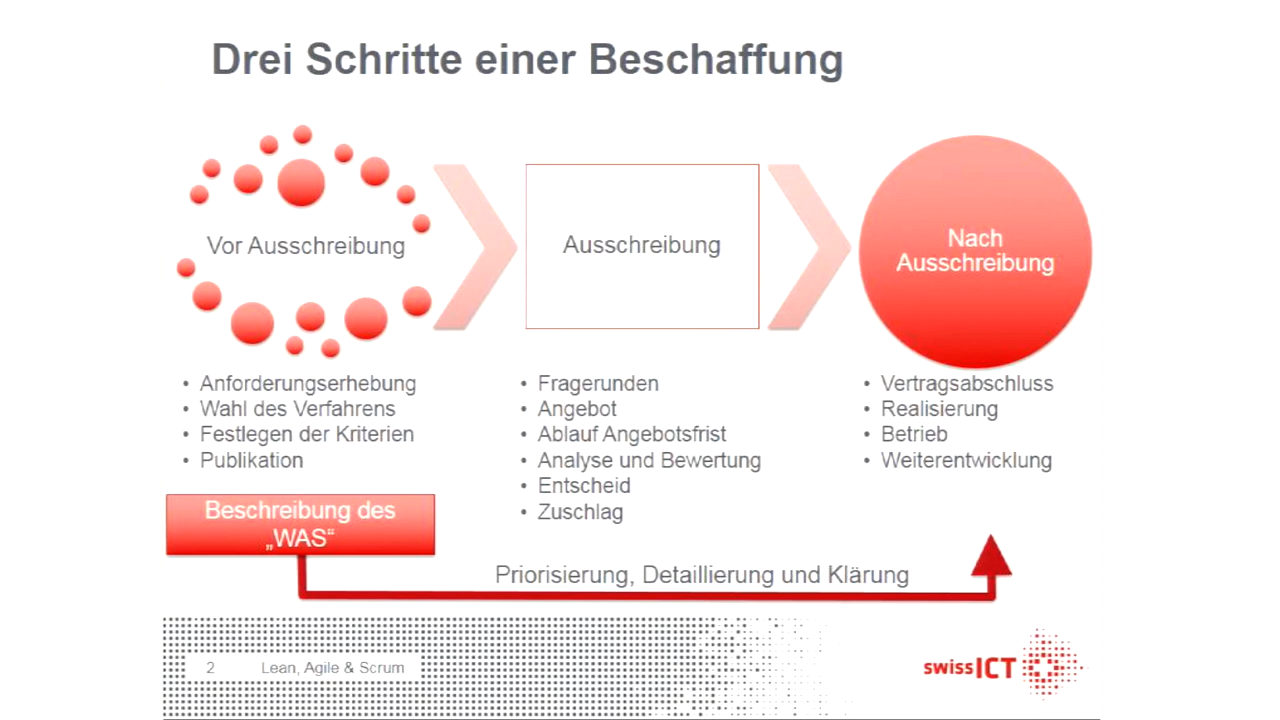 Drei Schritte einer Beschaffung
Vor Ausschreibung
Ausschreibung
Nach
Ausschreibung
• Anforderungserhebung
• Wahl des Verfahrens
• Festlegen der Kriterien
• Publikation
• Fragerunden
• Angebot
• Ablauf Angebotsfrist
• Analyse und Bewertung
• Entscheid
• Zuschlag
• Vertragsabschluss
• Realisierung
• Betrieb
• Weiterentwicklung
Beschreibung des
„WAS“
Priorisierung, Detaillierung und Klärung
2 Lean, Agile & Scrum
swissICT